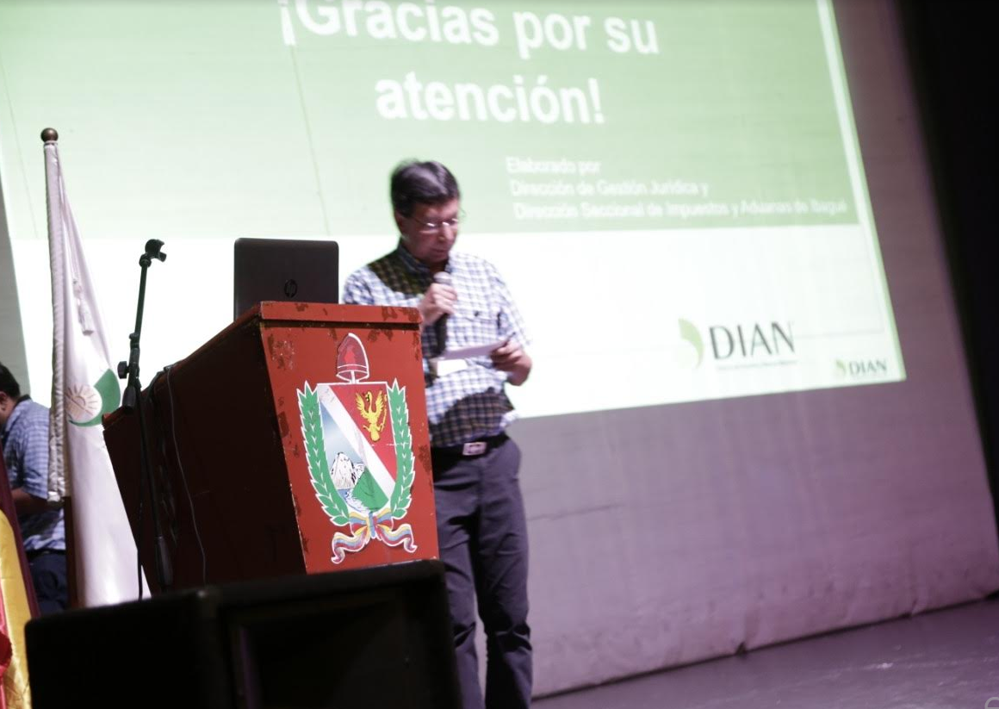 ¡Gracias por su
atención!
Elaborado por
Dirección de Gestión Jurídica y
Dirección Seccional de Impuestos y Aduanas de Ibagué
DIAN
DIAN
hp